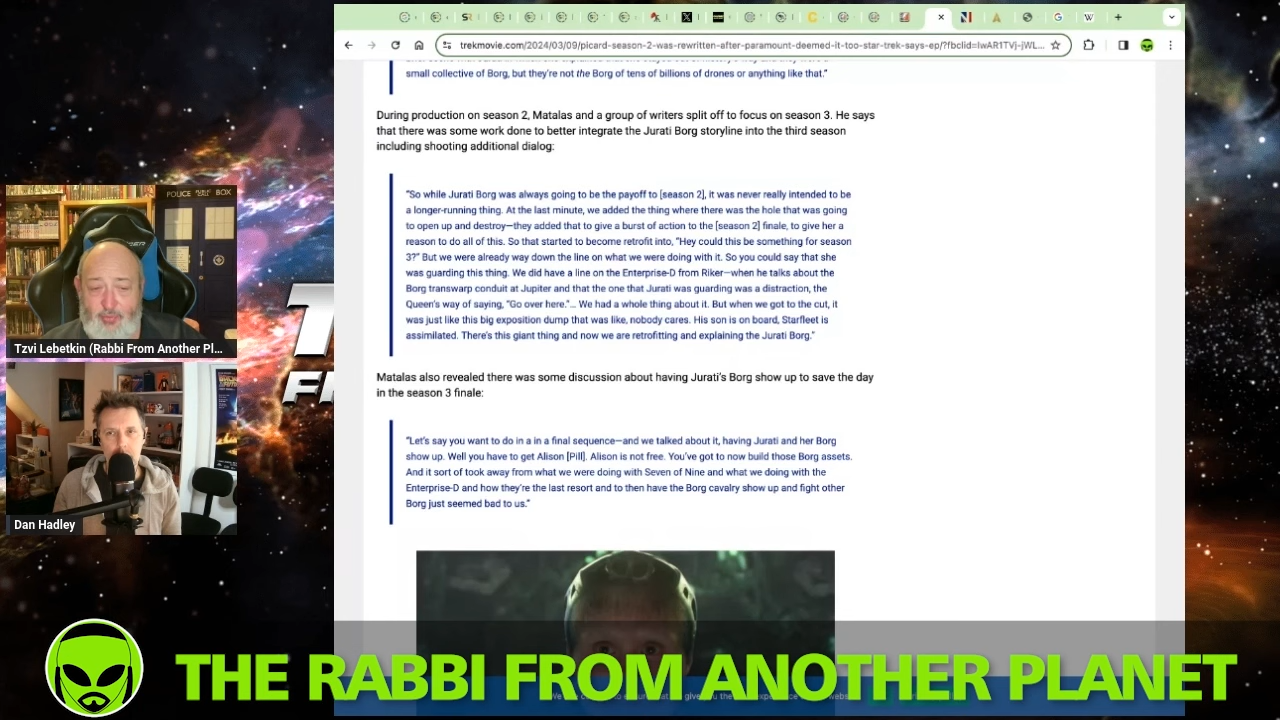 trekmovie.com/2024/03/09/picard-season-2-was-rewritten-after-paramount-deemed-it-too-star-trek-says-ep/?fbclid=IwAR1TVj-jWL...
small collective of Borg, but they're not the Borg of tens of billions of drones or anything like that."
During production on season 2, Matalas and a group of writers split off to focus on season 3. He says
that there was some work done to better integrate the Jurati Borg storyline into the third season
including shooting additional dialog:
"So while Jurati Borg was always going to be the payoff to [season 2], it was never really intended to be
a longer-running thing. At the last minute, we added the thing where there was the hole that was going
to open up and destroy—they added that to give a burst of action to the [season 2] finale, to give her a
reason to do all of this. So that started to become retrofit into, "Hey could this be something for season
3?" But we were already way down the line on what we were doing with it. So you could say that she
was guarding this thing. We did have a line on the Enterprise-D from Riker—when he talks about the
Borg transwarp conduit at Jupiter and that the one that Jurati was guarding was a distraction, the
Queen's way of saying, "Go over here."... We had a whole thing about it. But when we got to the cut, it
was just like this big exposition dump that was like, nobody cares. His son is on board, Starfleet is
assimilated. There's this giant thing and now we are retrofitting and explaining the Jurati Borg."
Matalas also revealed there was some discussion about having Jurati's Borg show up to save the day
in the season 3 finale:
"Let's say you want to do in a in a final sequence—and we talked about it, having Jurati and her Borg
show up. Well you have to get Alison [Pill]. Alison is not free. You've got to now build those Borg assets.
And it sort of took away from what we were doing with Seven of Nine and what we doing with the
Enterprise-D and how they're the last resort and to then have the Borg cavalry show up and fight other
Borg just seemed bad to us."
POLICE BOX
Tzvi Lebetkin (Rabbi From Another Pl...
Dan Hadley
THE RABBI FROM ANOTHER PLANET